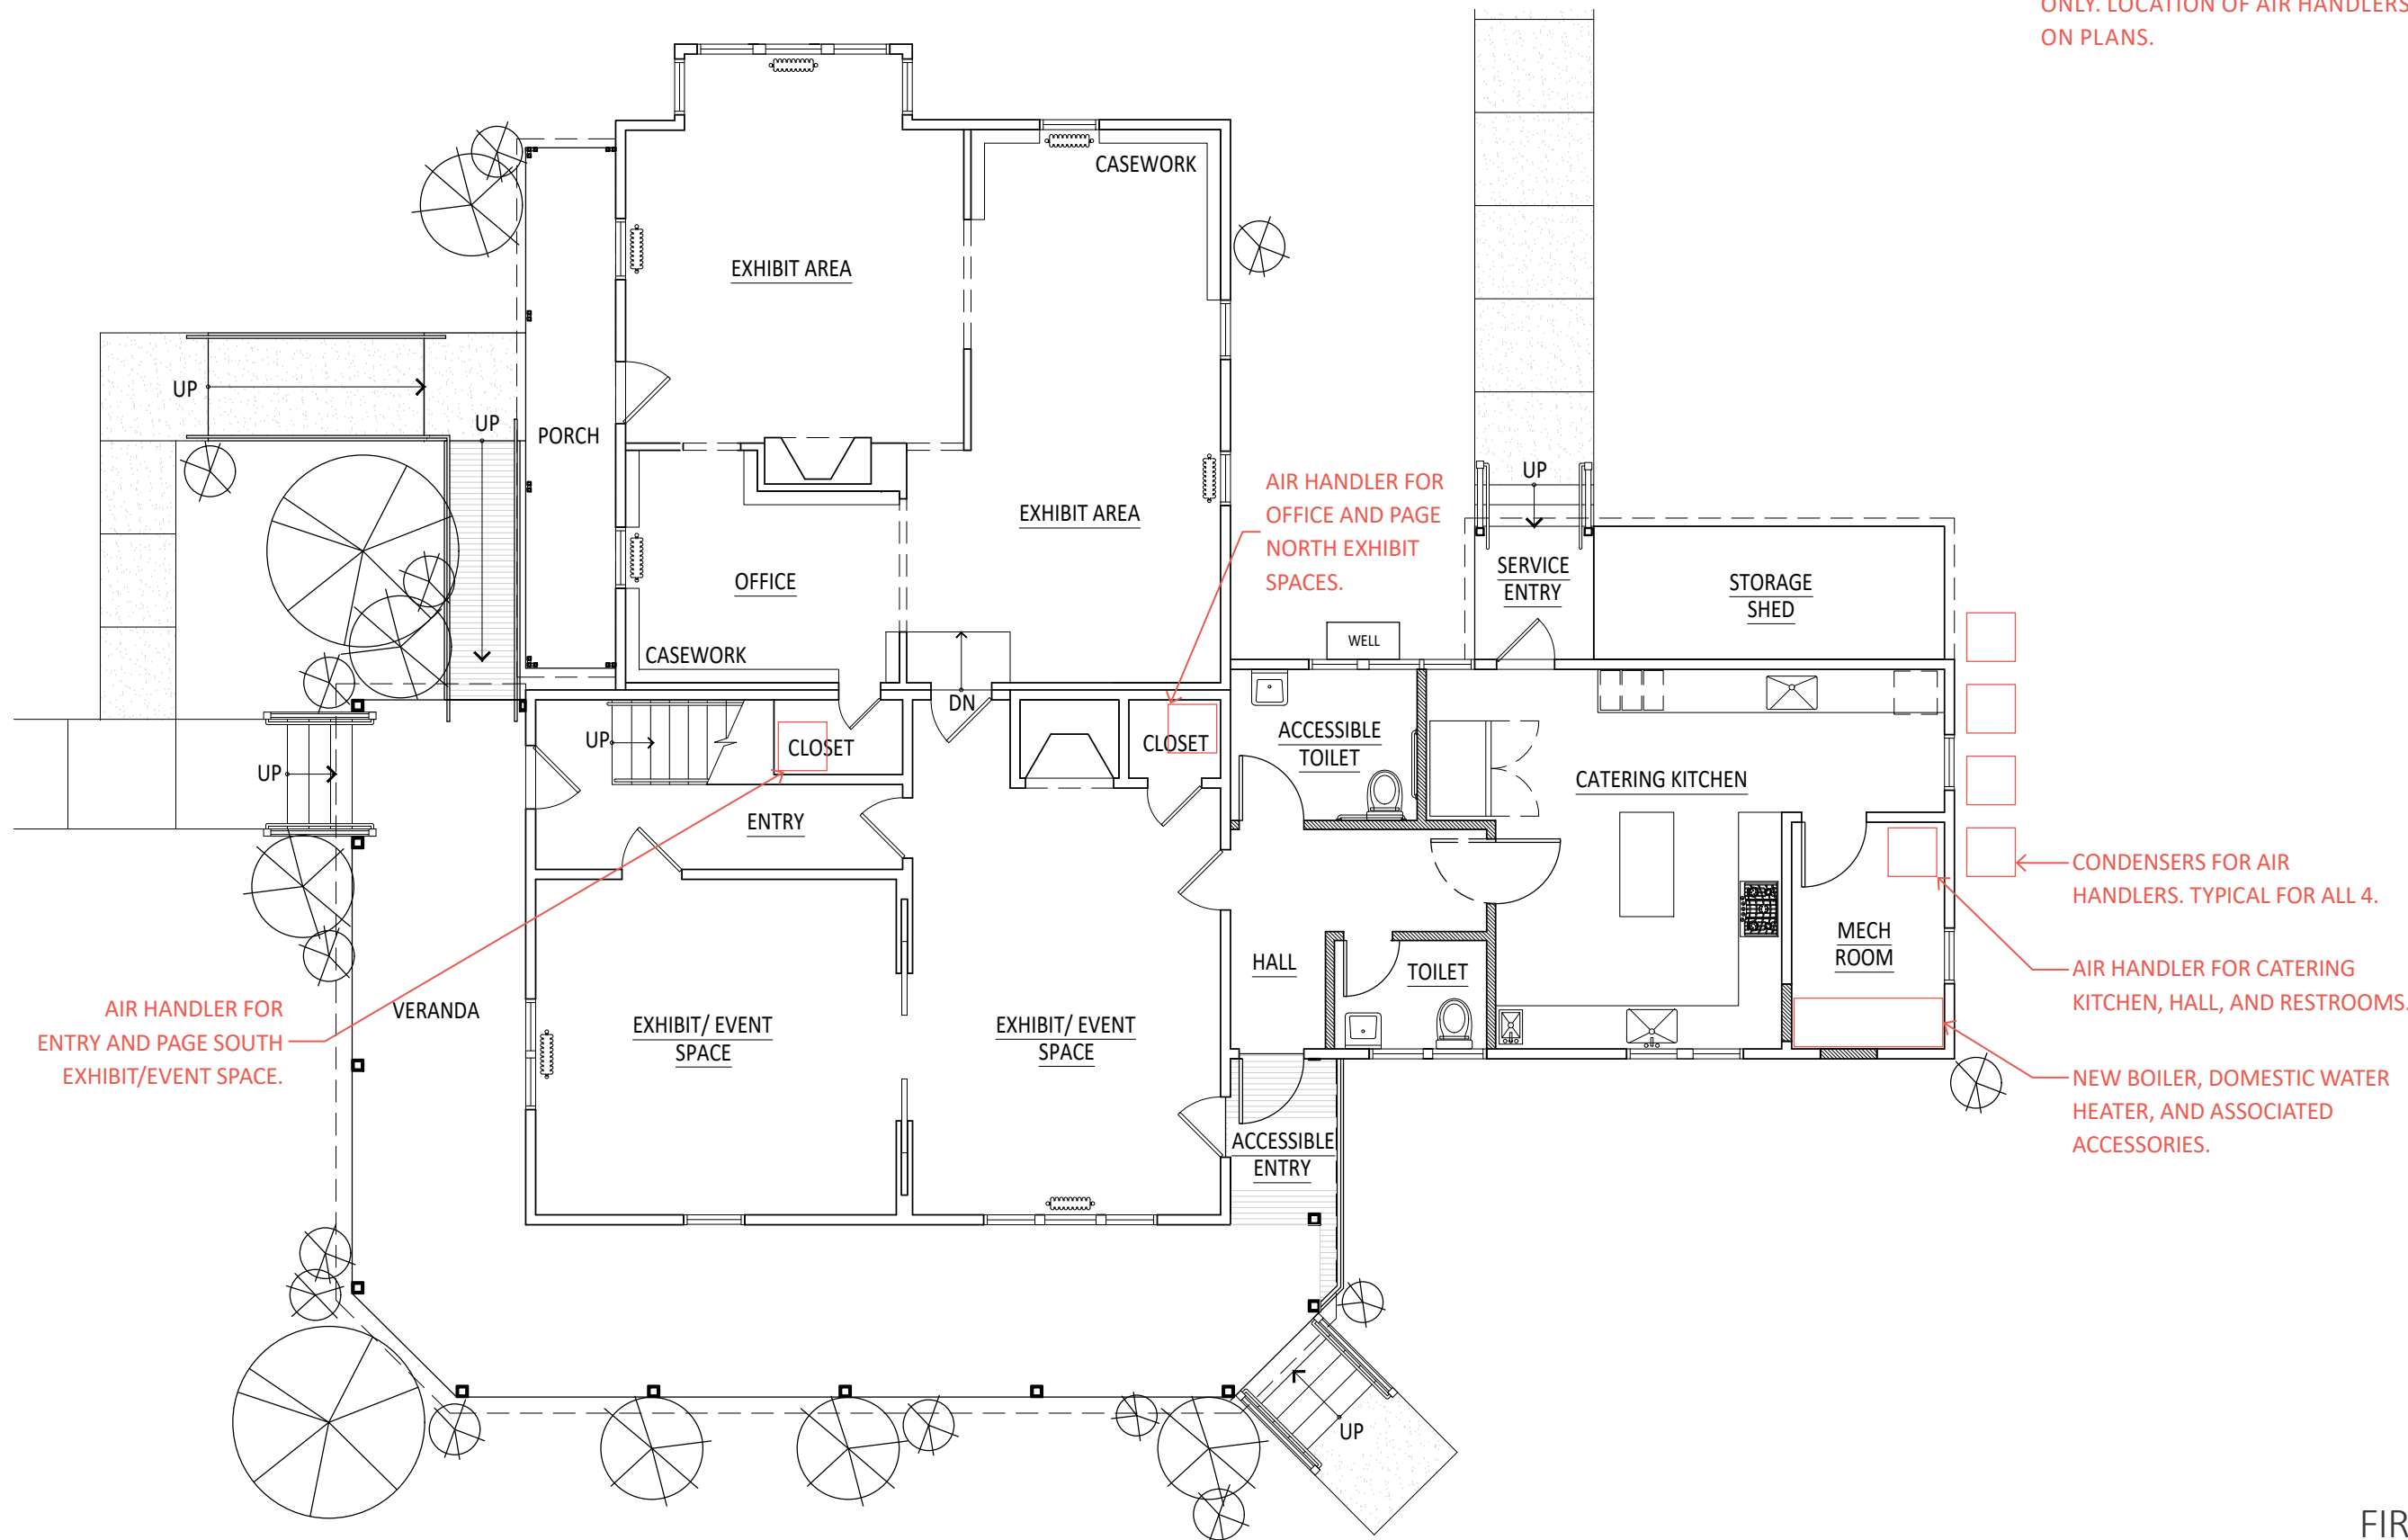 ONLY. LOCATION OF AIR HANDLERS
ON PLANS.
CASEWORK
EXHIBIT AREA
UP
UP
PORCH
EXHIBIT AREA
AIR HANDLER FOR
OFFICE AND PAGE
NORTH EXHIBIT
SPACES.
UP
SERVICE
ENTRY
STORAGE
SHED
OFFICE
WELL
CASEWORK
DN
UP
CLOSET
CLOSET
ACCESSIBLE
TOILET
UP
CATERING KITCHEN
ENTRY
CONDENSERS FOR AIR
HANDLERS. TYPICAL FOR ALL 4.
MECH
ROOM
HALL
TOILET
AIR HANDLER FOR CATERING
KITCHEN, HALL, AND RESTROOMS.
AIR HANDLER FOR
ENTRY AND PAGE SOUTH
EXHIBIT/EVENT SPACE.
VERANDA
EXHIBIT/ EVENT
SPACE
EXHIBIT/ EVENT
SPACE
NEW BOILER, DOMESTIC WATER
HEATER, AND ASSOCIATED
ACCESSORIES.
ACCESSIBLE
ENTRY
UP
FIR